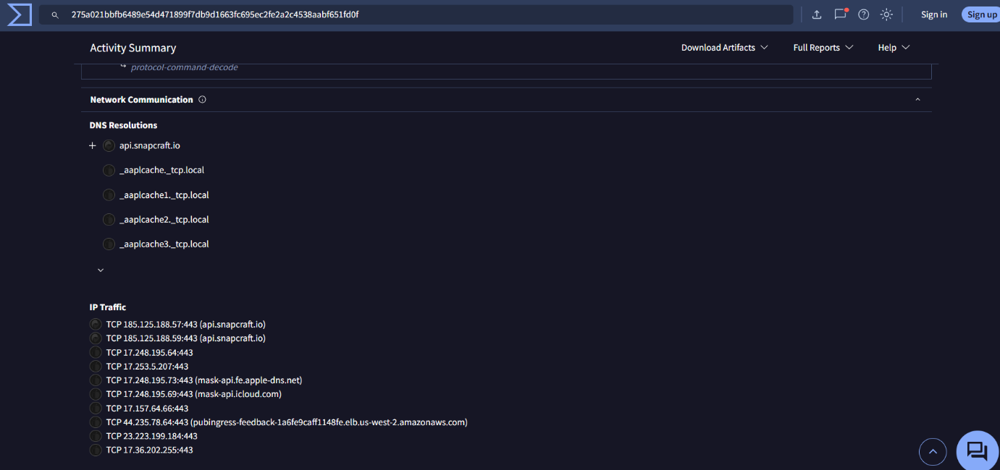 275a021bbfb6489e54d471899f7db9d1663fc695ec2fe2a2c4538aabf651fd0f
Sign in
Sign up
Activity Summary
Download Artifacts
Full Reports
Help
protocol-command-decode
Network Communication
DNS Resolutions
api.snapcraft.io
_aaplcache._tcp.local
_aaplcache1._tcp.local
_aaplcache2._tcp.local
_aaplcache3._tcp.local
IP Traffic
TCP 185.125.188.57:443 (api.snapcraft.io)
TCP 185.125.188.59:443 (api.snapcraft.io)
TCP 17.248.195.64:443
TCP 17.253.5.207:443
TCP 17.248.195.73:443 (mask-api.fe.apple-dns.net)
TCP 17.248.195.69:443 (mask-api.icloud.com)
TCP 17.157.64.66:443
TCP 44.235.78.64:443 (pubingress-feedback-1a6fe9caff1148fe.elb.us-west-2.amazonaws.com)
TCP 23.223.199.184:443
TCP 17.36.202.255:443